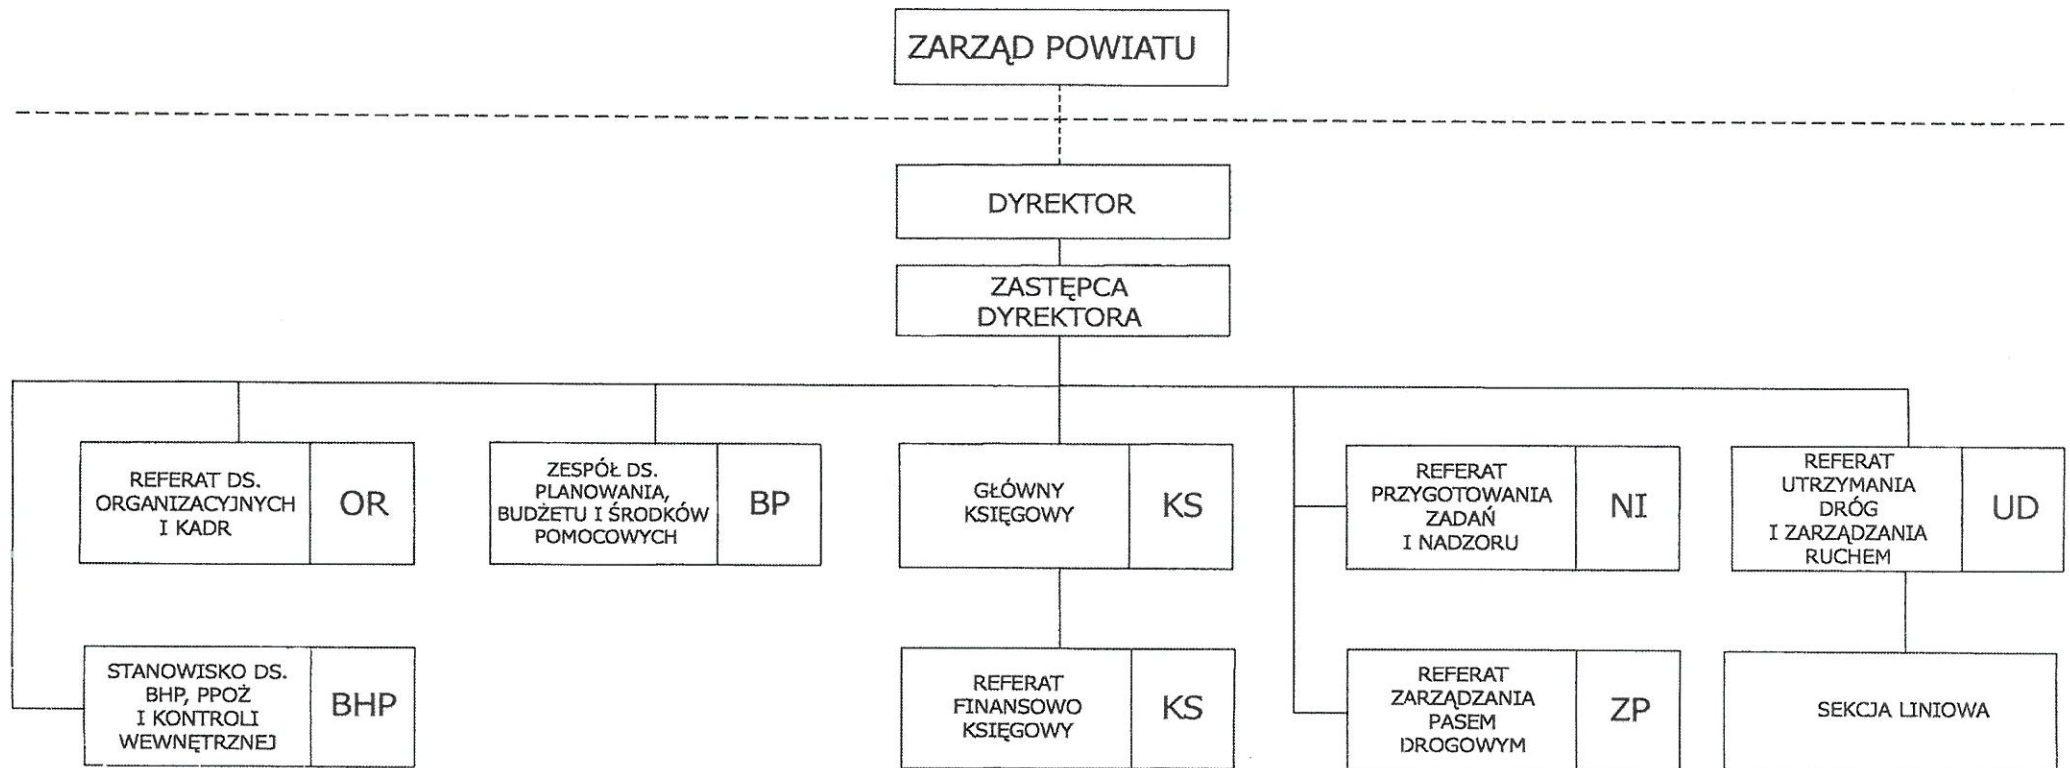 ZARZĄD POWIATU
DYREKTOR
ZASTĘPCA
DYREKTORA
REFERAT DS.
ORGANIZACYJNYCH
I KADR
OR
ZESPÓŁ DS.
PLANOWANIA,
BUDŻETU I ŚRODKÓW
POMOCOWYCH
BP
GŁÓWNY
KSIĘGOWY
KS
REFERAT
PRZYGOTOWANIA
ZADAŃ
I NADZORU
NI
REFERAT
UTRZYMANIA
DRÓG
I ZARZĄDZANIA
RUCHEM
UD
STANOWISKO DS.
BHP, PPOŻ
I KONTROLI
WEWNĘTRZNEJ
BHP
REFERAT
FINANSOWO
KSIĘGOWY
KS
REFERAT
ZARZĄDZANIA
PASEM
DROGOWYM
ZP
SEKCJA LINIOWA